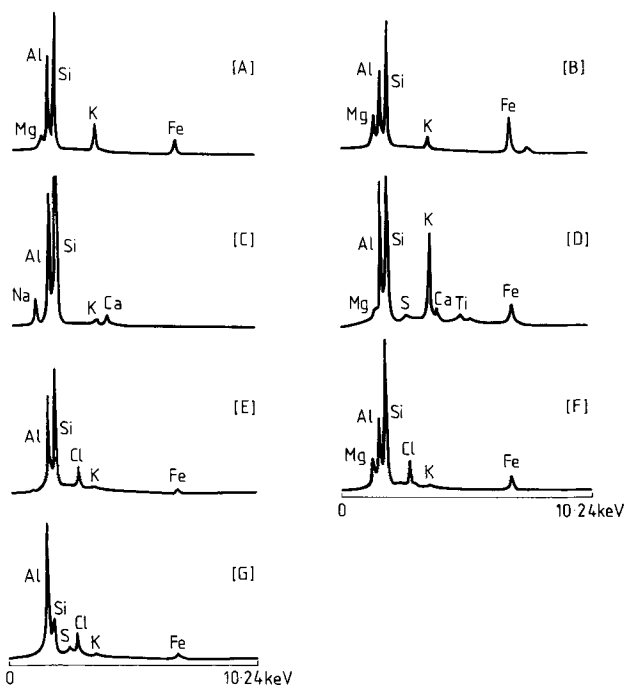 Al
Si
[A]
K
Mg
Fe
Al
Si
[B]
Mg
K
Fe
Al
Si
[C]
Na
K
Ca
K
Al
Si
[D]
Mg
S
Ca
Ti
Fe
Al
Si
[E]
Cl
K
Fe
Al
Si
[F]
Mg
Cl
K
Fe
0
10·24keV
Al
Si
[G]
S
Cl
K
Fe
0
10·24keV